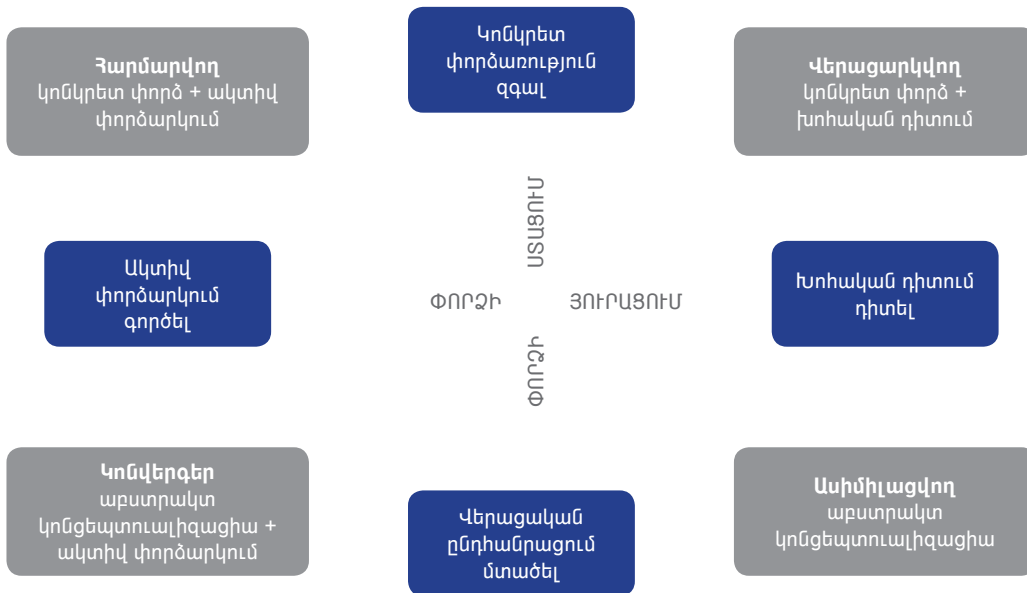 Հարմարվող
կոնկրետ փորձ + ակտիվ
փորձարկում
Կոնկրետ
փորձառություն
զգալ
Վերացարկվող
կոնկրետ փորձ +
խոհական դիտում
Ակտիվ
փորձարկում
գործել
ՓՈՐՁԻ ՅՈՒՐԱՑՈՒՄ
ՓՈՐՁԻ ՍՏԱՑՈՒՄ
Խոհական դիտում
դիտել
Կոնվերգեր
աբստրակտ
կոնցեպտուալիզացիա +
ակտիվ փորձարկում
Վերացական
ընդհանրացում
մտածել
Ասիմիլացվող
աբստրակտ
կոնցեպտուալիզացիա